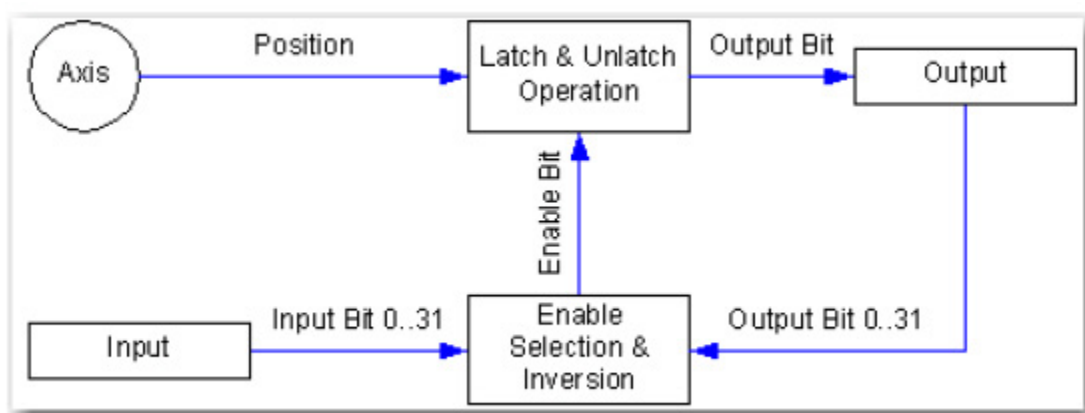 Position
Output Bit
Axis
Latch & Unlatch
Operation
Output
Enable Bit
Input Bit 0..31
Enable
Selection &
Inversion
Output Bit 0..31
Input